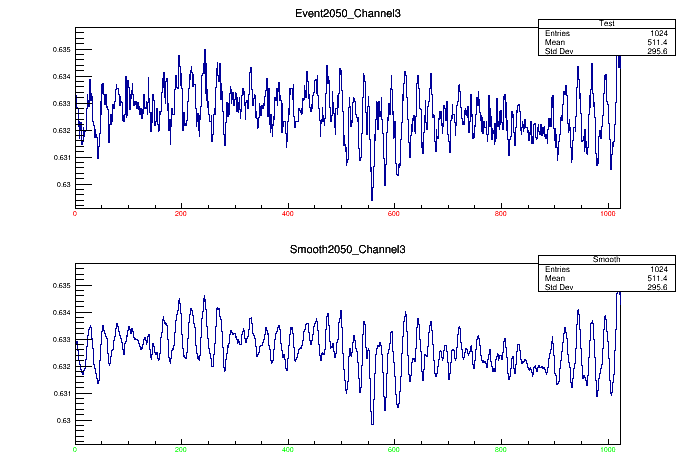 Event2050_Channel3
Test
Entries 1024
Mean 511.4
Std Dev 295.6
0.635
0.634
0.633
0.632
0.631
0.63
0 200 400 600 800 1000
Smooth2050_Channel3
Smooth
Entries 1024
Mean 511.4
Std Dev 295.6
0.635
0.634
0.633
0.632
0.631
0.63
0 200 400 600 800 1000